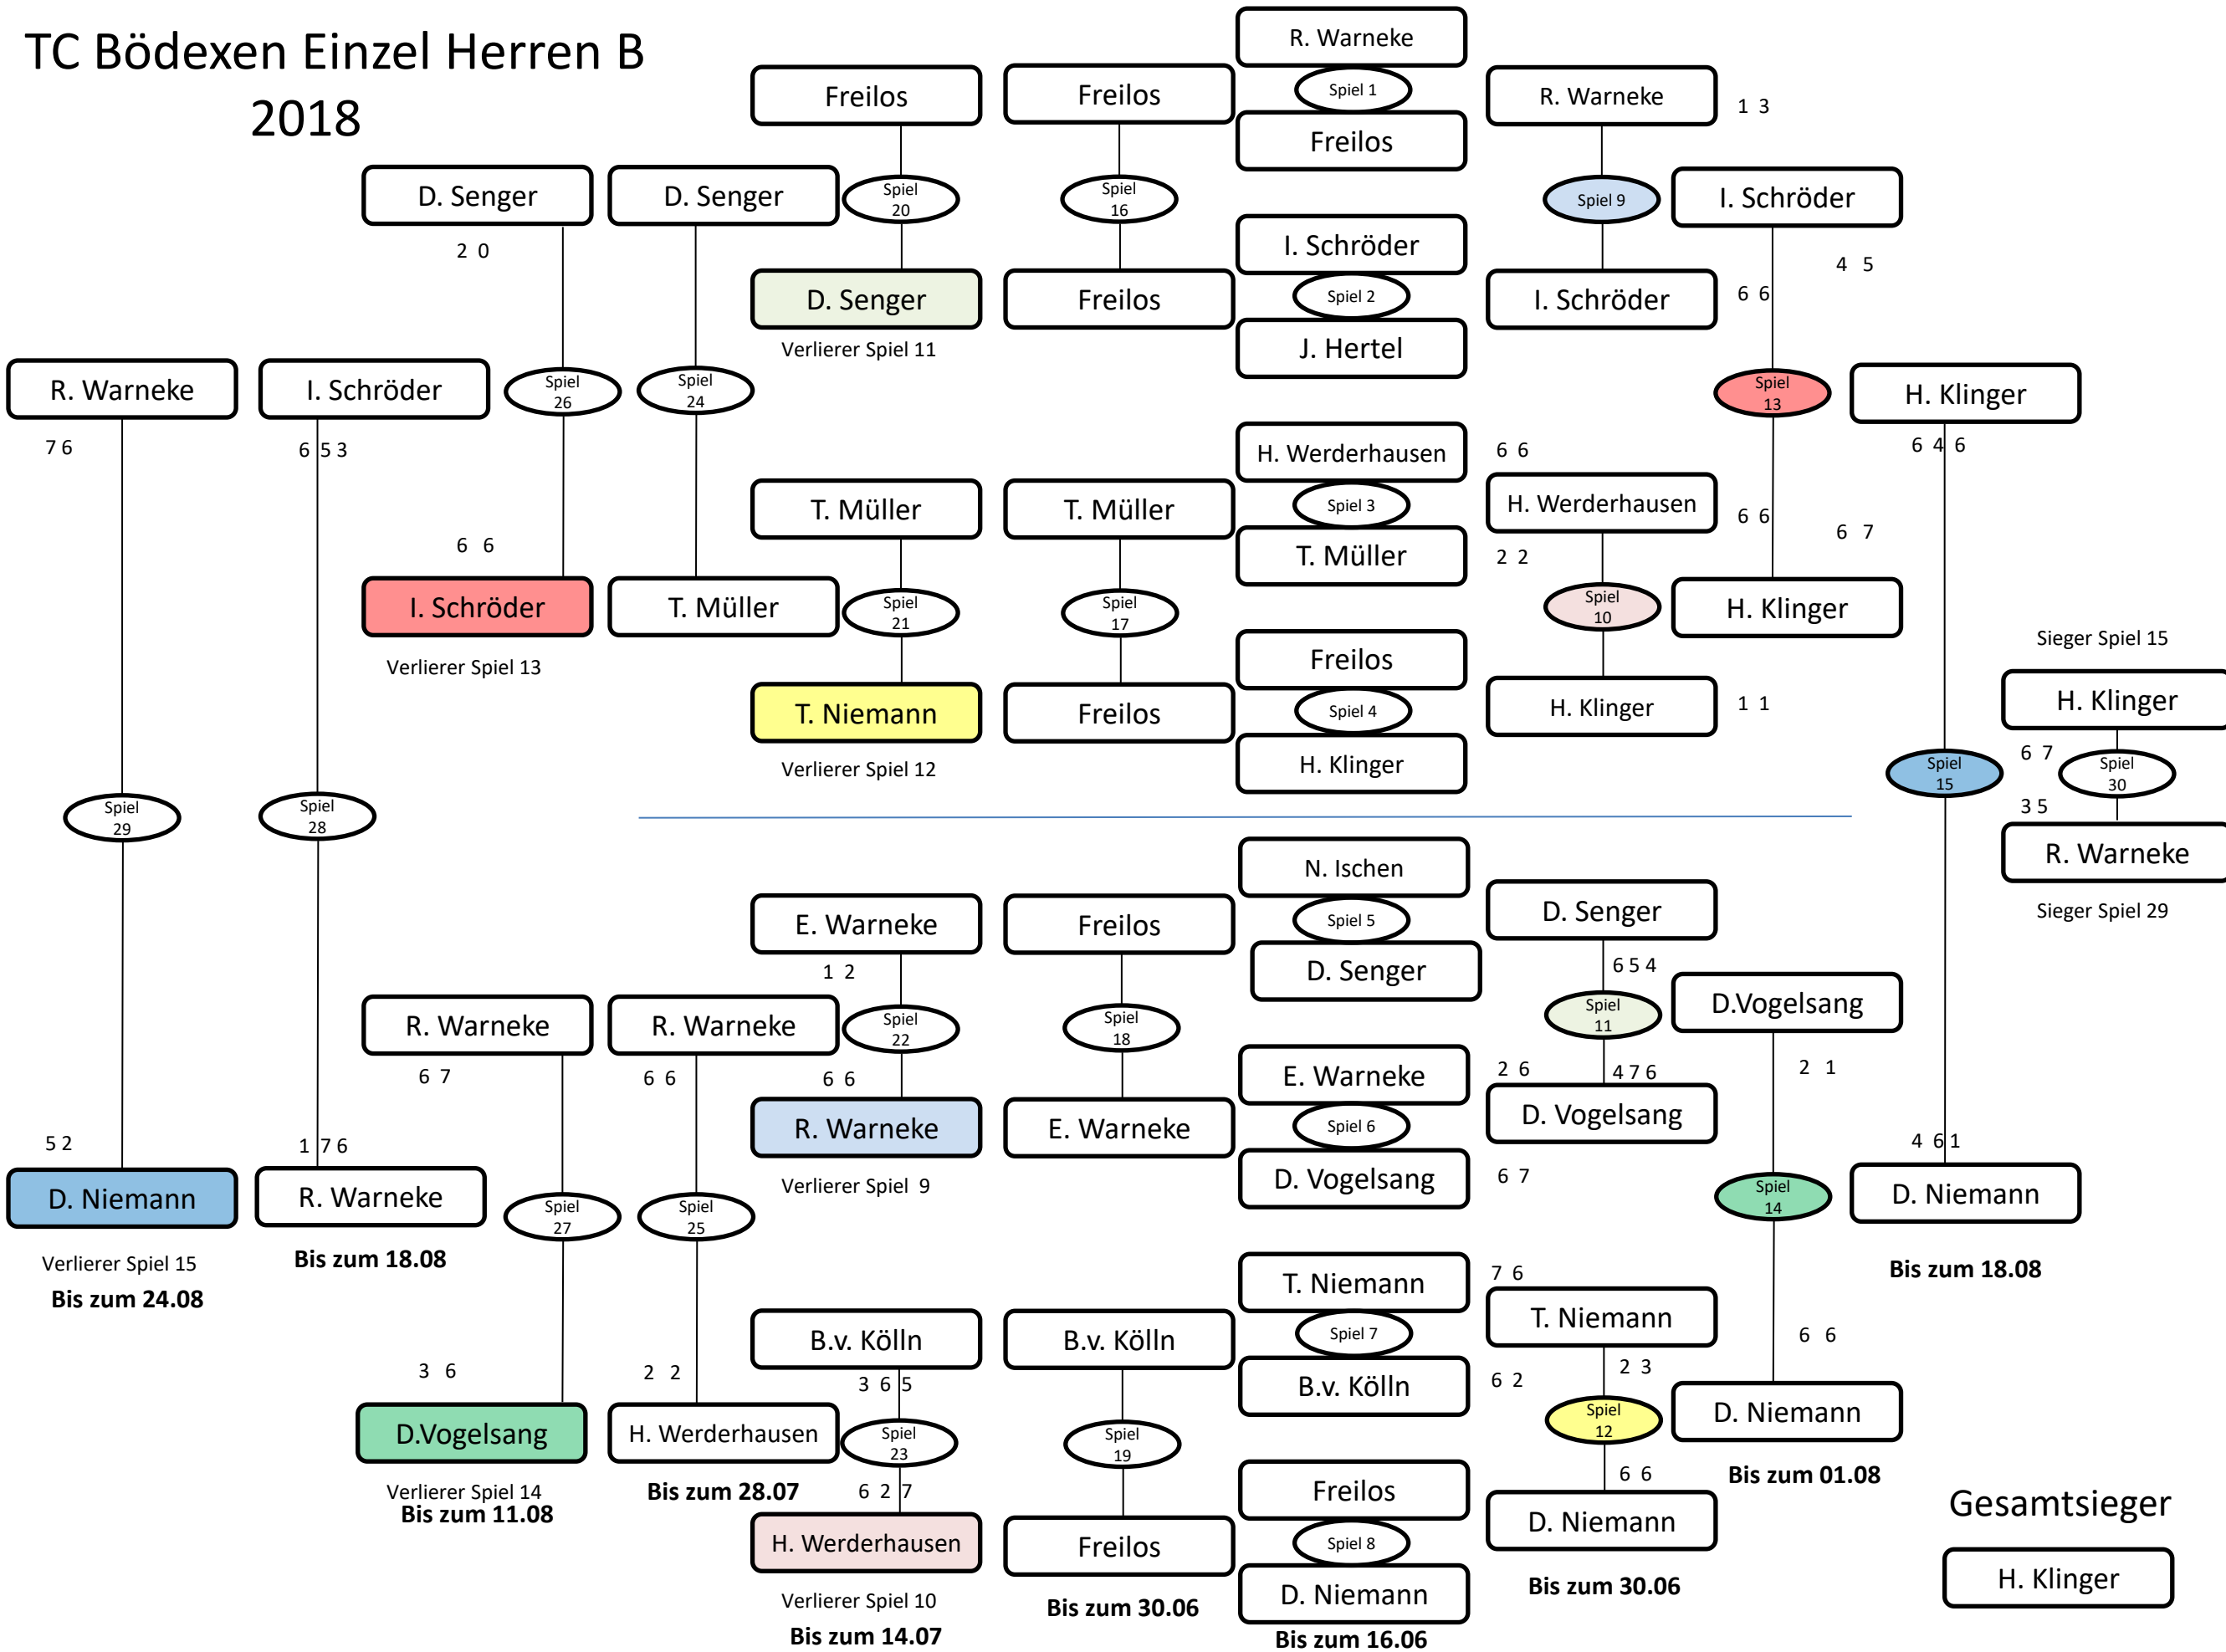 TC Bödexen Einzel Herren B
2018
R. Warneke
7 6
Spiel
29
5 2
D. Niemann
Verlierer Spiel 15
Bis zum 24.08
I. Schröder
6 5 3
Spiel
28
1 7 6
R. Warneke
Bis zum 18.08
D. Senger
2 0
Spiel
26
6 6
I. Schröder
Verlierer Spiel 13
R. Warneke
6 7
Spiel
27
3 6
D.Vogelsang
Verlierer Spiel 14
Bis zum 11.08
D. Senger
Spiel
24
T. Müller
R. Warneke
6 6
Spiel
25
2 2
H. Werderhausen
Bis zum 28.07
Freilos
Spiel
20
D. Senger
Verlierer Spiel 11
T. Müller
Spiel
21
T. Niemann
Verlierer Spiel 12
E. Warneke
1 2
Spiel
22
6 6
R. Warneke
Verlierer Spiel 9
B.v. Kölln
3 6 5
Spiel
23
6 2 7
H. Werderhausen
Verlierer Spiel 10
Bis zum 14.07
Freilos
Spiel
16
Freilos
T. Müller
Spiel
17
Freilos
Freilos
Spiel
18
E. Warneke
B.v. Kölln
Spiel
19
Freilos
Bis zum 30.06
R. Warneke
Spiel 1
Freilos
I. Schröder
Spiel 2
J. Hertel
H. Werderhausen
6 6
Spiel 3
T. Müller
2 2
Freilos
Spiel 4
H. Klinger
N. Ischen
Spiel 5
D. Senger
E. Warneke
2 6
Spiel 6
D. Vogelsang
6 7
T. Niemann
7 6
Spiel 7
B.v. Kölln
6 2
Freilos
Spiel 8
D. Niemann
Bis zum 16.06
R. Warneke
1 3
Spiel 9
I. Schröder
6 6
H. Werderhausen
6 6
Spiel
10
H. Klinger
1 1
D. Senger
6 5 4
Spiel
11
4 7 6
D. Vogelsang
T. Niemann
2 3
Spiel
12
6 6
D. Niemann
Bis zum 30.06
I. Schröder
4 5
Spiel
13
6 7
H. Klinger
D.Vogelsang
2 1
Spiel
14
6 6
D. Niemann
Bis zum 01.08
H. Klinger
6 4 6
Spiel
15
4 6 1
D. Niemann
Bis zum 18.08
Sieger Spiel 15
H. Klinger
6 7
Spiel
30
3 5
R. Warneke
Sieger Spiel 29
Gesamtsieger
H. Klinger